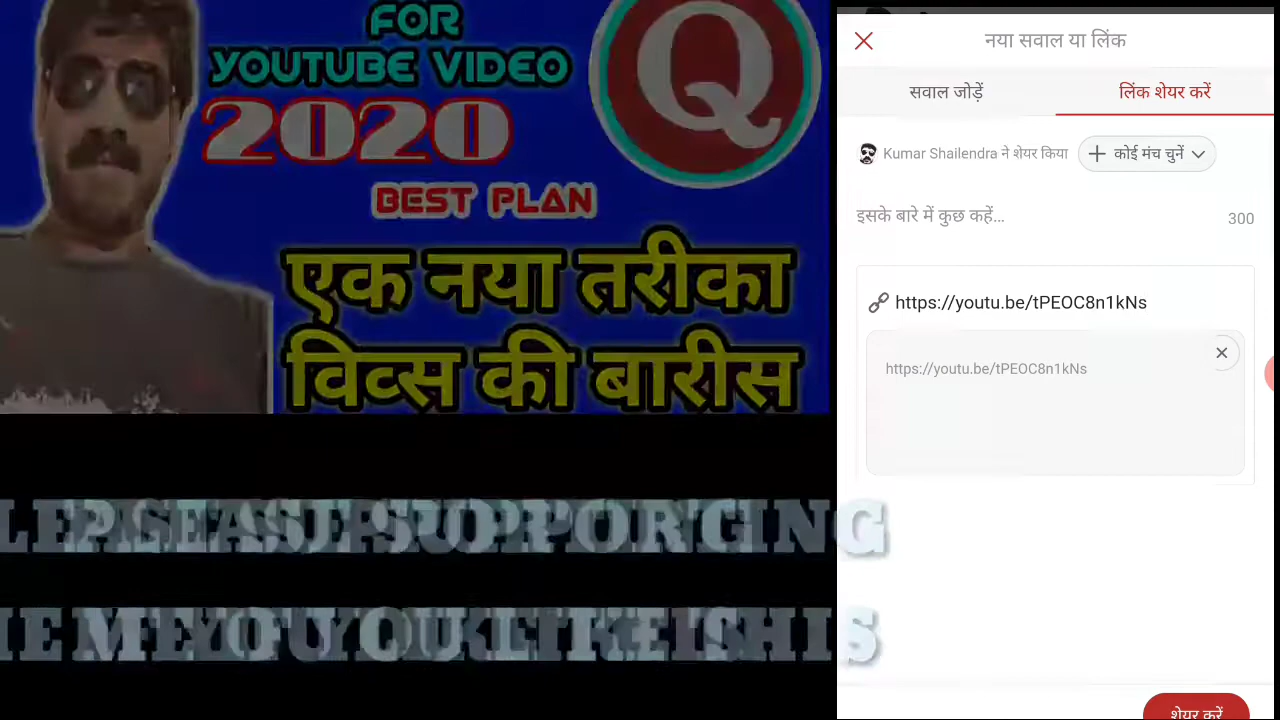 FOR
YOUTUBE VIDEO
2020
Q
BEST PLAN
एक नया तरीका
विव्स की बारीस
नया सवाल या लिंक
सवाल जोड़ें
लिंक शेयर करें
Kumar Shailendra ने शेयर किया
कोई मंच चुनें
इसके बारे में कुछ कहें...
300
https://youtu.be/tPEOC8n1kNs
https://youtu.be/tPEOC8n1kNs
शेयर करें